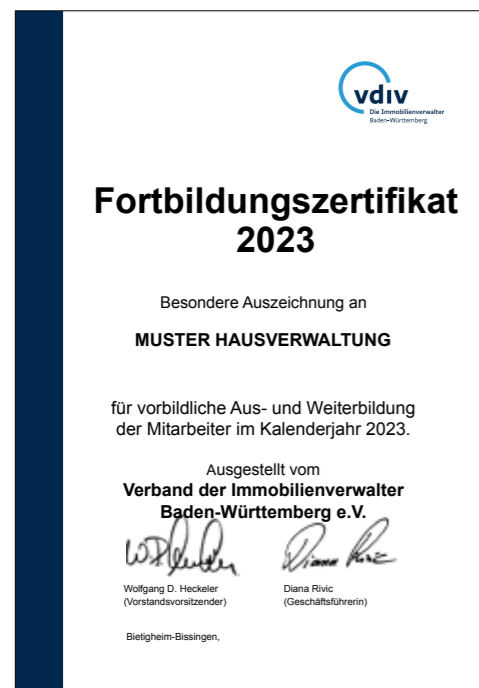 vdiv
Die Immobilienverwalter
Baden-Württemberg
Fortbildungszertifikat
2023
Besondere Auszeichnung an
MUSTER HAUSVERWALTUNG
für vorbildliche Aus- und Weiterbildung
der Mitarbeiter im Kalenderjahr 2023.
Ausgestellt vom
Verband der Immobilienverwalter
Baden-Württemberg e.V.
Wolfgang D. Heckeler
(Vorstandsvorsitzender)
Diana Rivic
(Geschäftsführerin)
Bietigheim-Bissingen,